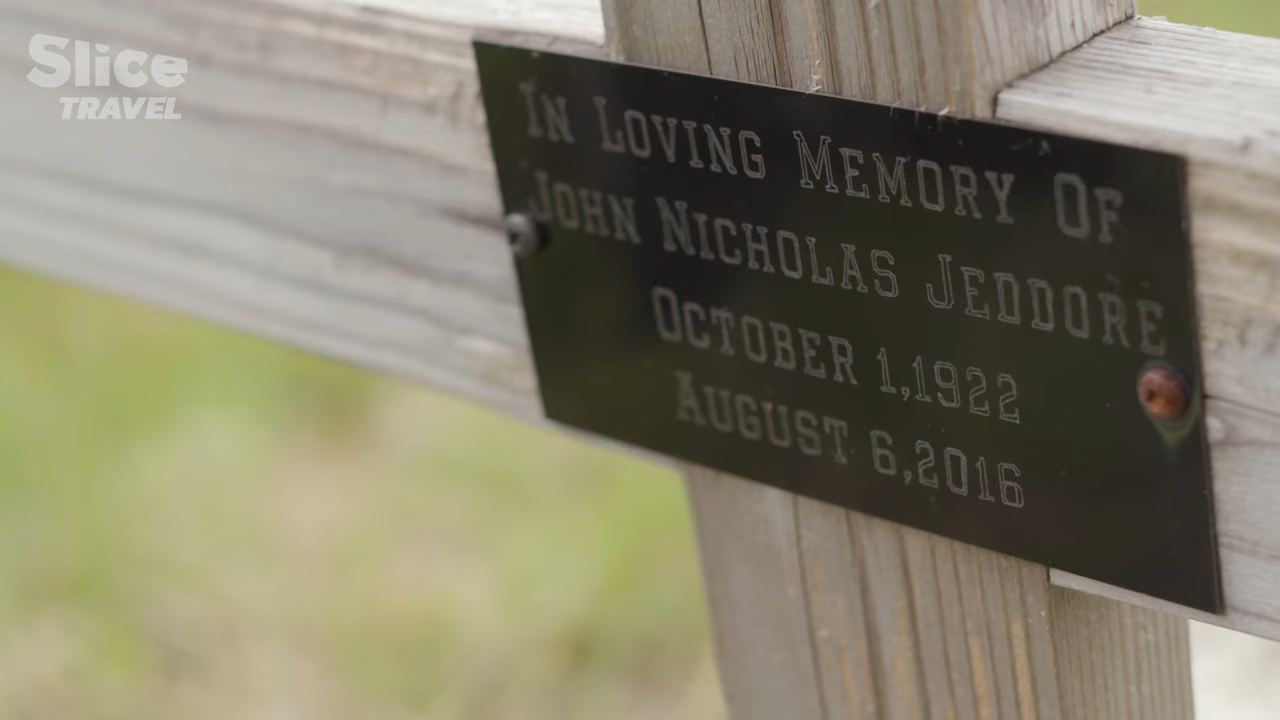 Slice
TRAVEL
In Loving Memory Of
John Nicholas Jeddore
October 1,1922
August 6,2016